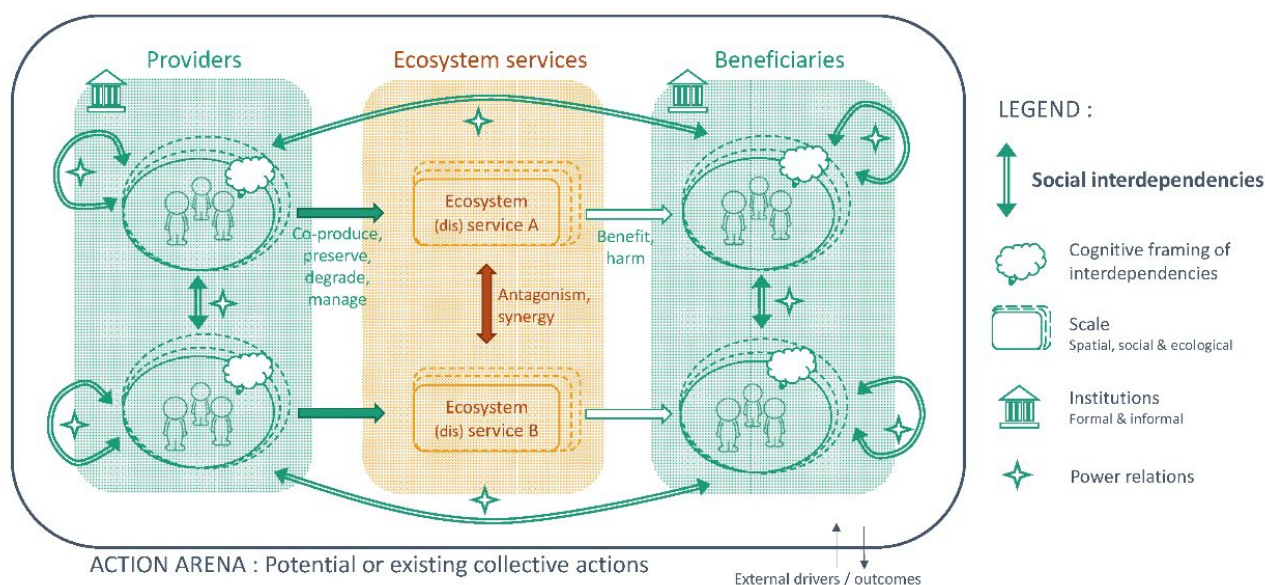 Providers
Ecosystem services
Beneficiaries
Ecosystem
(dis) service A
Co-produce,
preserve,
degrade,
manage
Benefit,
harm
Antagonism,
synergy
Ecosystem
(dis) service B
ACTION ARENA : Potential or existing collective actions
External drivers / outcomes
LEGEND :
Social interdependencies
Cognitive framing of
interdependencies
Scale
Spatial, social & ecological
Institutions
Formal & informal
Power relations